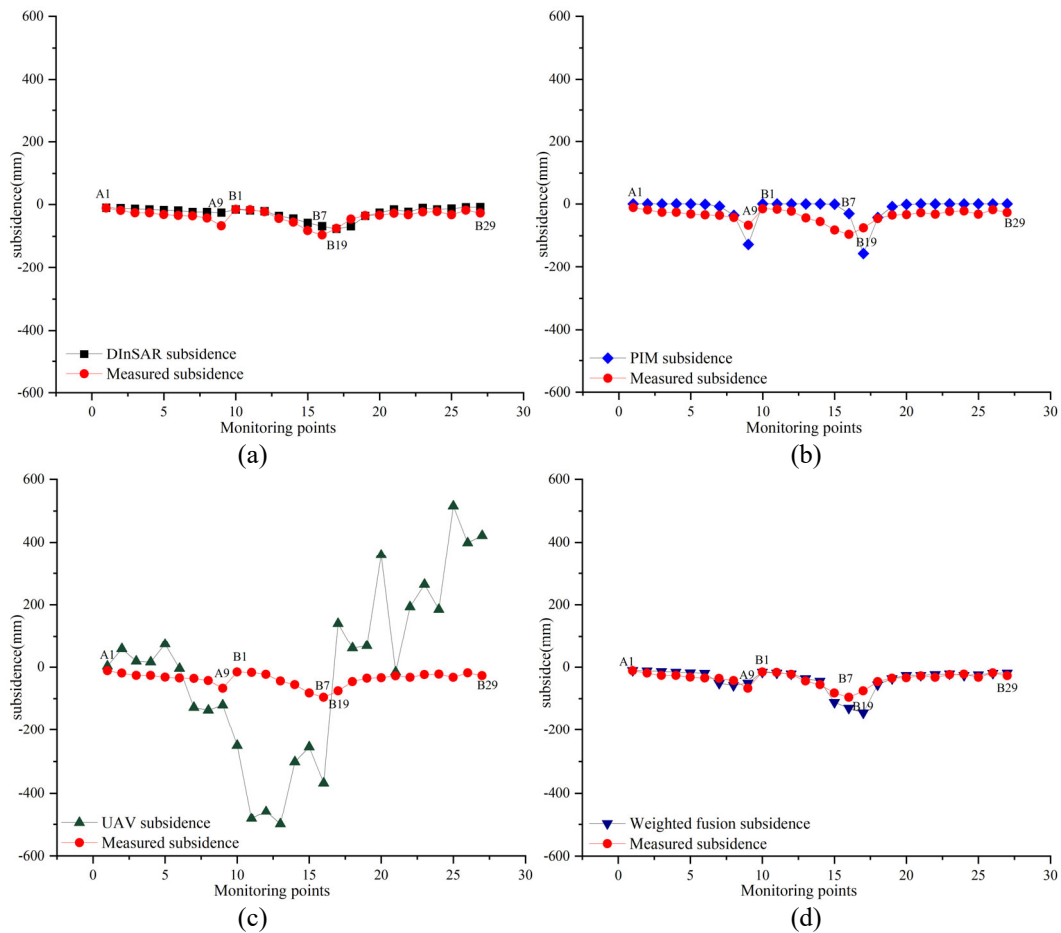 600
400
200
0
-200
-400
-600
subsidence(mm)
A1
A9
B1
B7
B19
B29
DInSAR subsidence
Measured subsidence
0 5 10 15 20 25 30
Monitoring points
(a)
600
400
200
0
-200
-400
-600
subsidence(mm)
A1
A9
B1
B7
B19
B29
PIM subsidence
Measured subsidence
0 5 10 15 20 25 30
Monitoring points
(b)
600
400
200
0
-200
-400
-600
subsidence(mm)
A1
A9
B1
B7
B19
B29
UAV subsidence
Measured subsidence
0 5 10 15 20 25 30
Monitoring points
(c)
600
400
200
0
-200
-400
-600
subsidce(mm)
A1
A9
B1
B7
B19
B29
Weighted fusion subsidence
Measured subsidence
0 5 10 15 20 25 30
Monitoring points
(d)